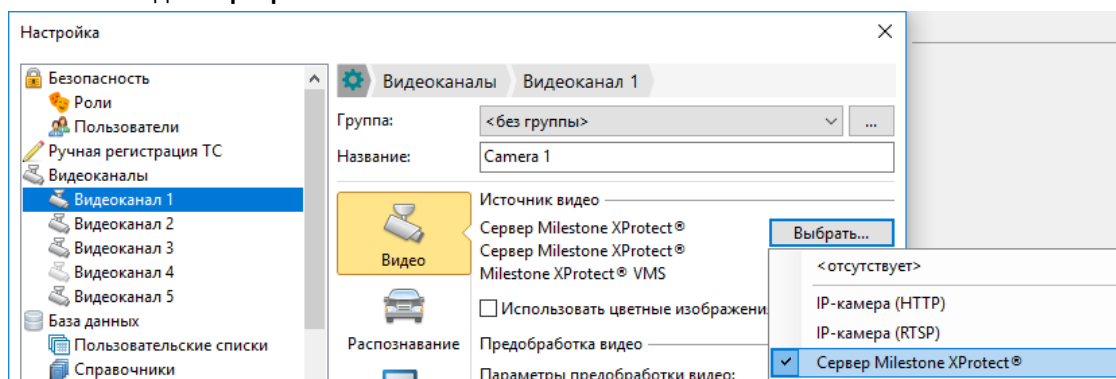 Настройка
Безопасность
Роли
Пользователи
Ручная регистрация ТС
Видеоканалы
Видеоканал 1
Видеоканал 2
Видеоканал 3
Видеоканал 4
Видеоканал 5
База данных
Пользовательские списки
Справочники
Видеоканалы Видеоканал 1
Группа: <без группы> ...
Название: Camera 1
Видео
Распознавание
Источник видео
Сервер Milestone XProtect®
Сервер Milestone XProtect®
Milestone XProtect® VMS
Выбрать...
Использовать цветные изображени
Предобработка видео
Параметры предобработки видео:
<отсутствует>
IP-камера (HTTP)
IP-камера (RTSP)
Сервер Milestone XProtect®